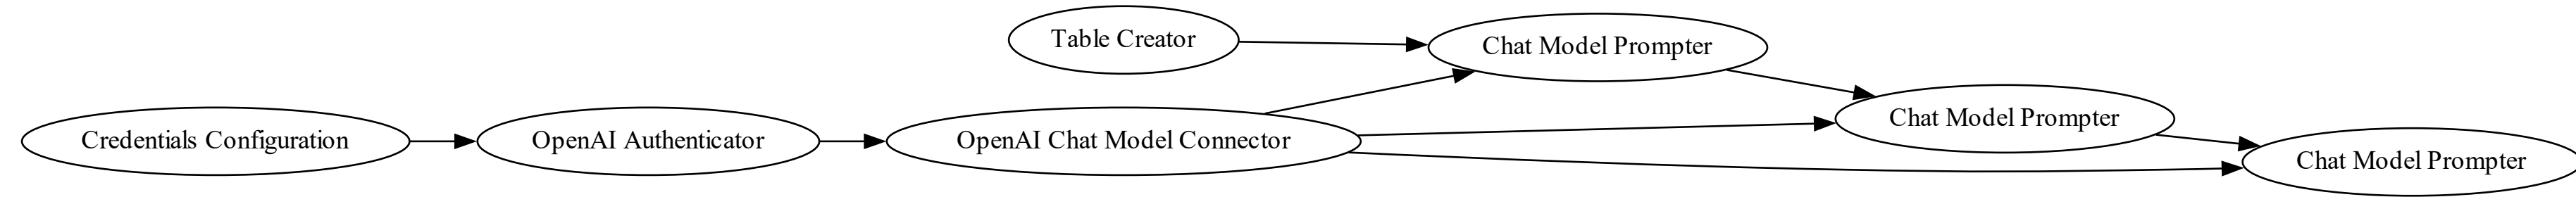 Table Creator
Chat Model Prompter
Chat Model Prompter
Credentials Configuration
OpenAI Authenticator
OpenAI Chat Model Connector
Chat Model Prompter